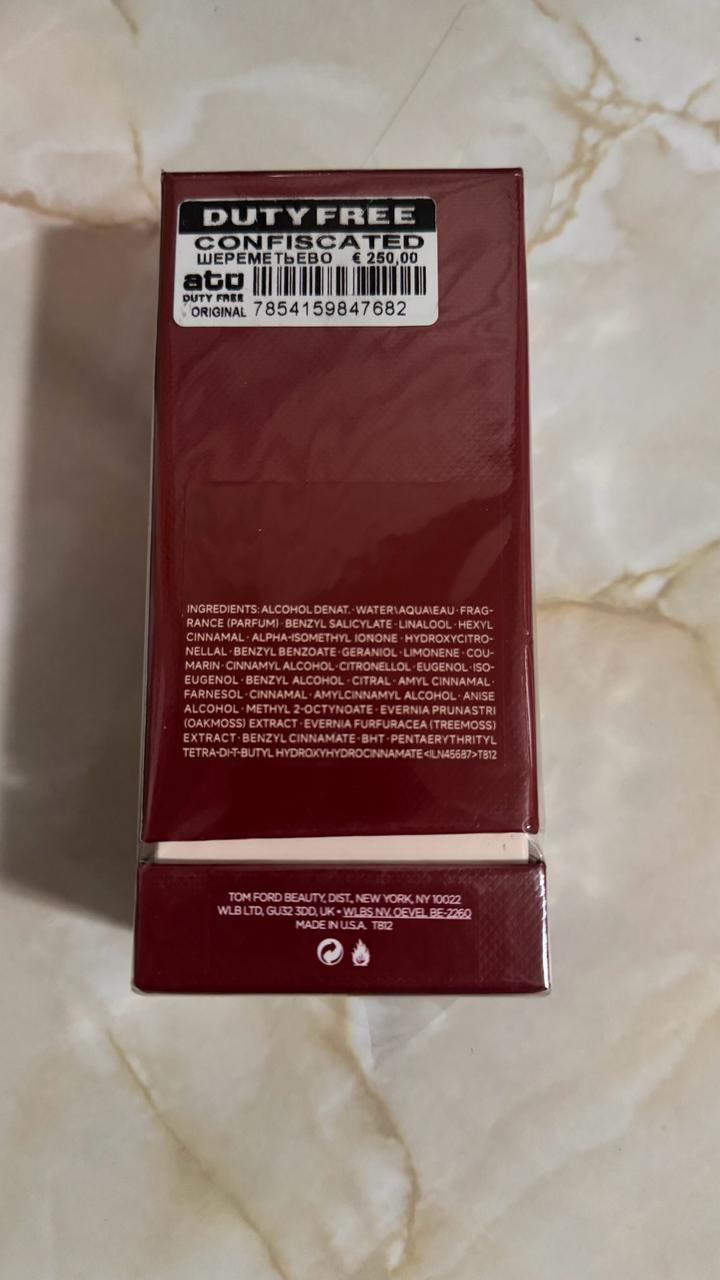 DUTY FREE
CONFISCATED
ШЕРЕМЕТЬЕВО € 250,00
atu
DUTY FREE
ORIGINAL 7854159847682
INGREDIENTS: ALCOHOL DENAT. · WATER\AQUA\EAU · FRAG-
RANCE (PARFUM) · BENZYL SALICYLATE · LINALOOL · HEXYL
CINNAMAL · ALPHA-ISOMETHYL IONONE · HYDROXYCITRO-
NELLAL · BENZYL BENZOATE · GERANIOL · LIMONENE · COU-
MARIN · CINNAMYL ALCOHOL · CITRONELLOL · EUGENOL · ISO-
EUGENOL · BENZYL ALCOHOL · CITRAL · AMYL CINNAMAL ·
FARNESOL · CINNAMAL · AMYLCINNAMYL ALCOHOL · ANISE
ALCOHOL · METHYL 2-OCTYNOATE · EVERNIA PRUNASTRI
(OAKMOSS) EXTRACT · EVERNIA FURFURACEA (TREEMOSS)
EXTRACT · BENZYL CINNAMATE · BHT · PENTAERYTHRITYL
TETRA-DI-T-BUTYL HYDROXYHYDROCINNAMATE <ILN45687> T812
TOM FORD BEAUTY, DIST., NEW YORK, NY 10022
WLB LTD, GU32 3DD, UK • WLBS NV, OEVEL BE-2260
MADE IN U.S.A. T812